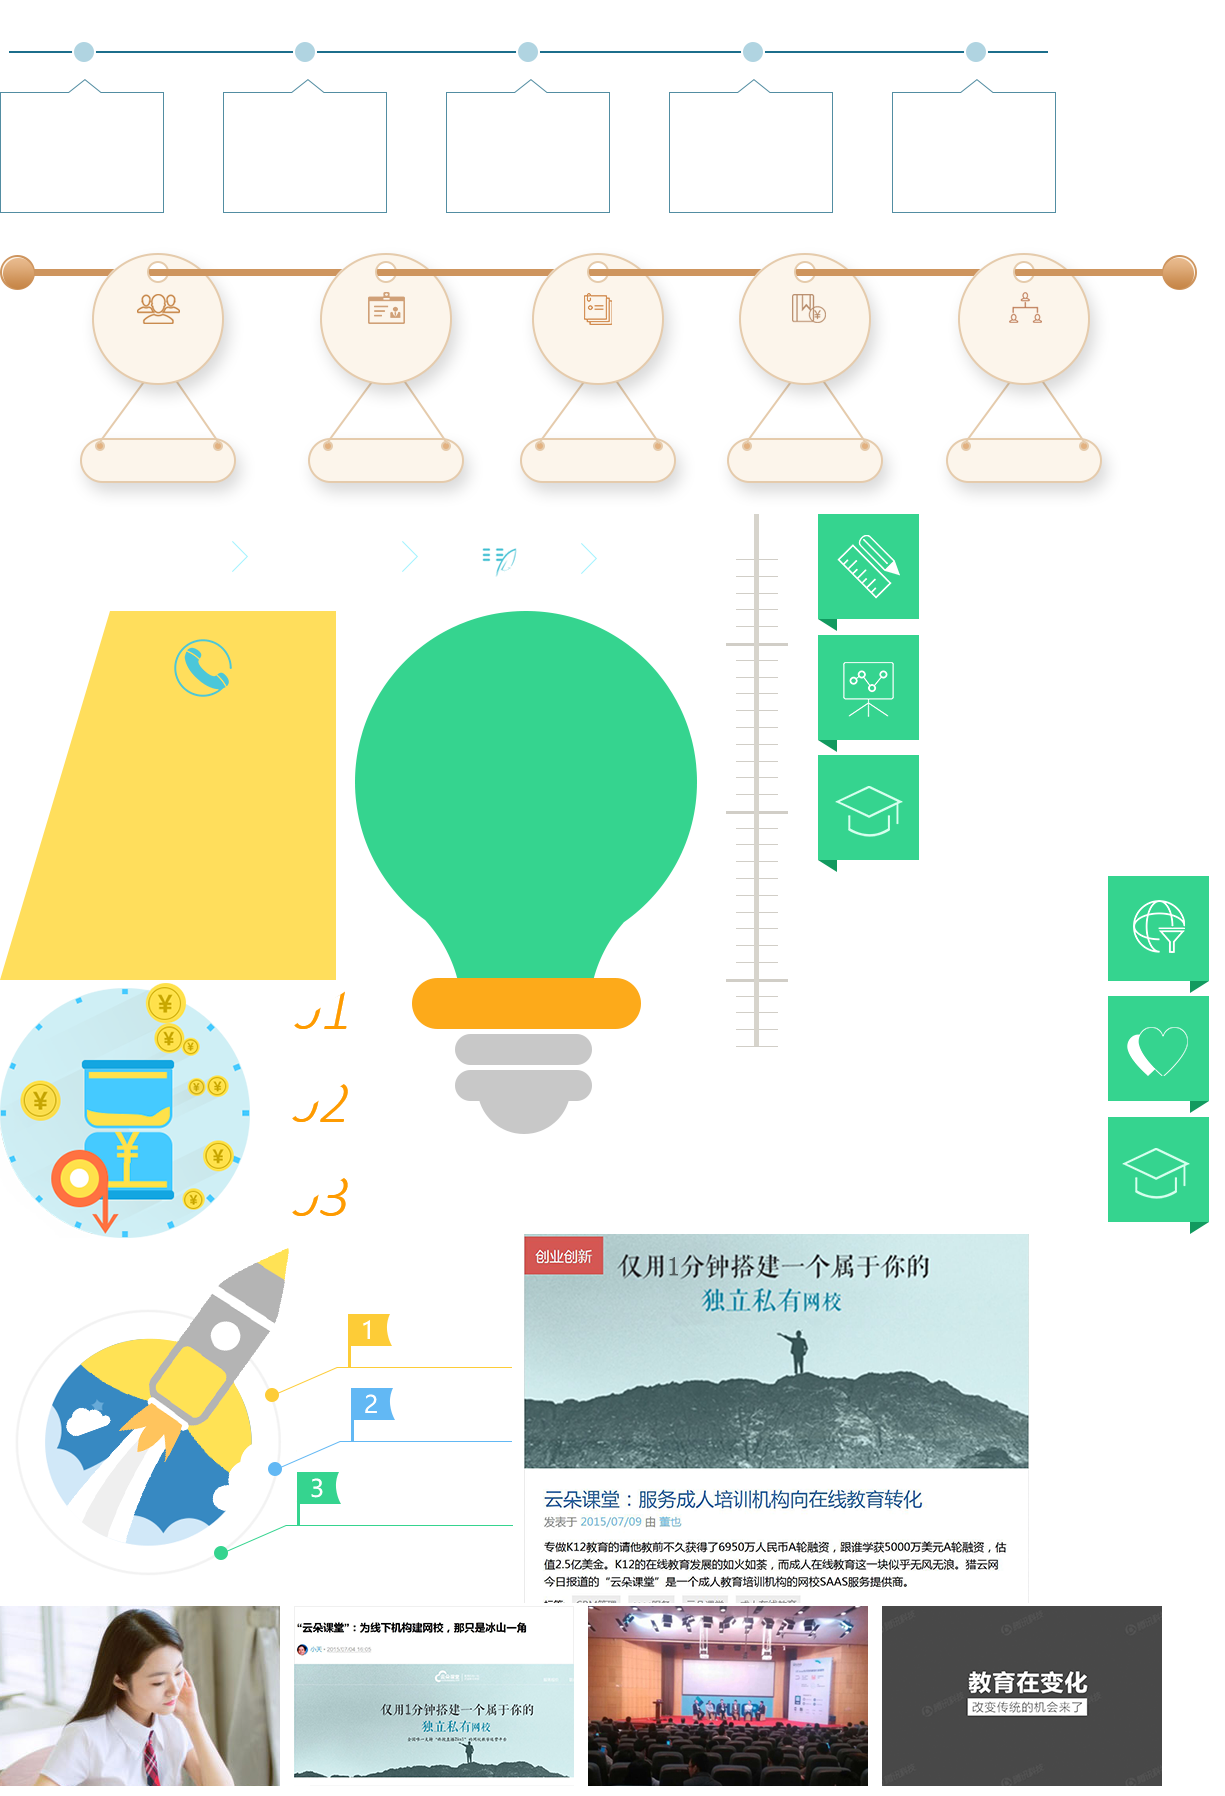 01
02
03
1
2
3
创业创新
仅用1分钟搭建一个属于你的
独立私有网校
云朵课堂：服务成人培训机构向在线教育转化
发表于 2015/07/09 由 董也
专做K12教育的请他教前不久获得了6950万人民币A轮融资，跟谁学获5000万美元A轮融资，估
值2.5亿美金。K12的在线教育发展的如火如荼，而成人在线教育这一块似乎无风无浪。猎云网
今日报道的“云朵课堂”是一个成人教育培训机构的网校SAAS服务提供商。
“云朵课堂”：为线下机构建网校，那只是冰山一角
小天 • 2015/07/04 16:05
云朵课堂
仅用1分钟搭建一个属于你的
独立私有网校
教育在变化
改变传统的机会来了